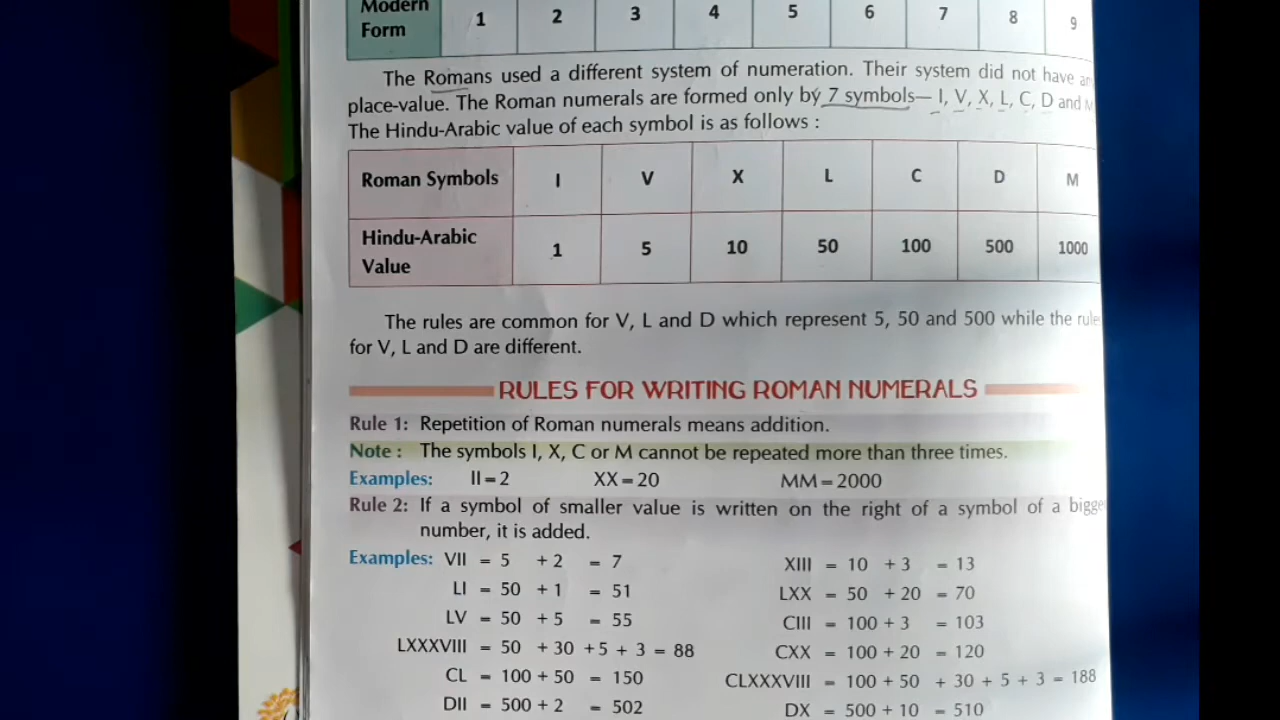 Modern Form 1 2 3 4 5 6 7 8 9
The Romans used a different system of numeration. Their system did not have
place-value. The Roman numerals are formed only by 7 symbols– I, V, X, L, C, D and M
The Hindu-Arabic value of each symbol is as follows :
Roman Symbols I V X L C D M
Hindu-Arabic Value 1 5 10 50 100 500 1000
The rules are common for V, L and D which represent 5, 50 and 500 while the rule
for V, L and D are different.
RULES FOR WRITING ROMAN NUMERALS
Rule 1: Repetition of Roman numerals means addition.
Note : The symbols I, X, C or M cannot be repeated more than three times.
Examples: II = 2 XX = 20 MM = 2000
Rule 2: If a symbol of smaller value is written on the right of a symbol of a bigge
number, it is added.
Examples: VII = 5 + 2 = 7 XIII = 10 + 3 = 13
LI = 50 + 1 = 51 LXX = 50 + 20 = 70
LV = 50 + 5 = 55 CIII = 100 + 3 = 103
LXXXVIII = 50 + 30 + 5 + 3 = 88 CXX = 100 + 20 = 120
CL = 100 + 50 = 150 CLXXXVIII = 100 + 50 + 30 + 5 + 3 = 188
DII = 500 + 2 = 502 DX = 500 + 10 = 510